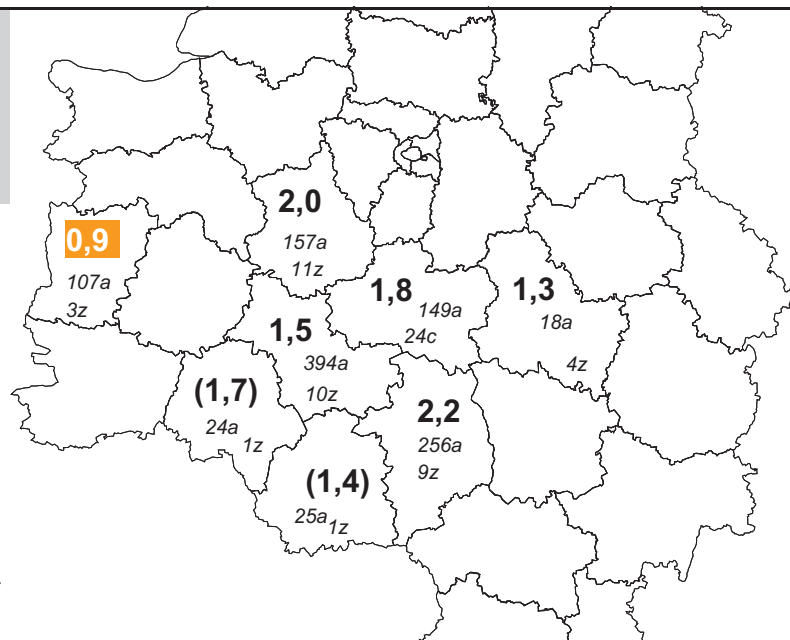 2,0
157a
11z
0,9
107a
3z
1,8
149a
24c
1,3
18a
4z
1,5
394a
10z
(1,7)
24a
1z
2,2
256a
9z
(1,4)
25a
1z